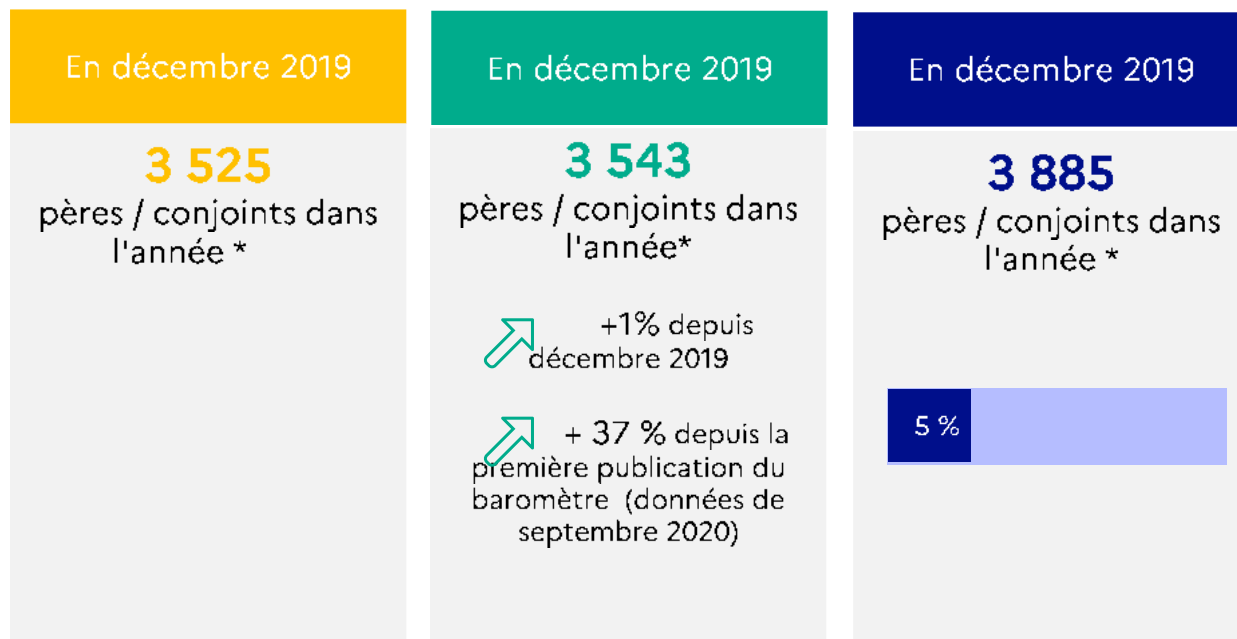 En décembre 2019
3 525
pères / conjoints dans
l'année *
En décembre 2019
3 543
pères / conjoints dans
l'année*
+1% depuis
décembre 2019
+ 37 % depuis la
première publication du
baromètre (données de
septembre 2020)
En décembre 2019
3 885
pères / conjoints dans
l'année *
5 %